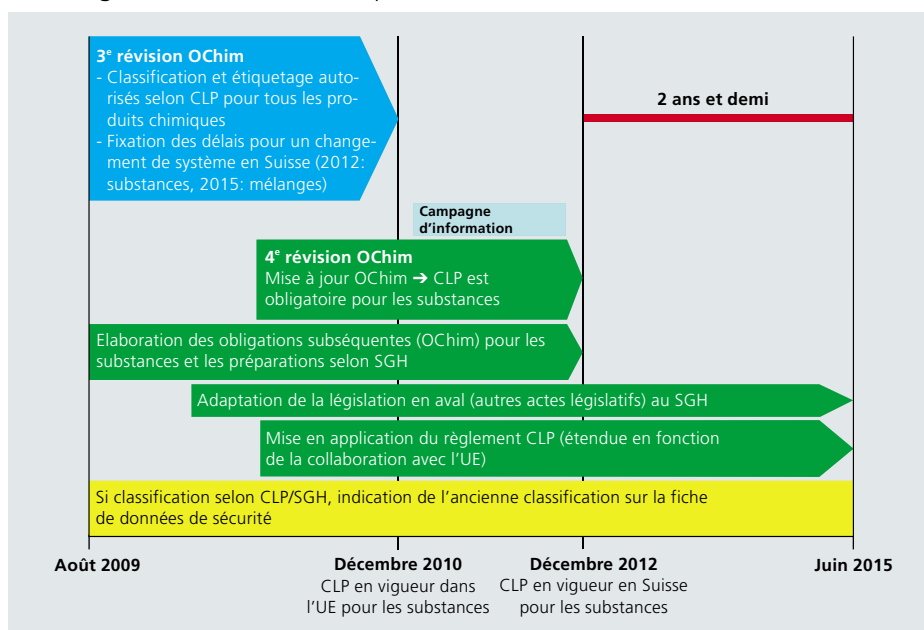 3e révision OChim
- Classification et étiquetage auto-
risés selon CLP pour tous les pro-
duits chimiques
- Fixation des délais pour un change-
ment de système en Suisse (2012:
substances, 2015: mélanges)
2 ans et demi
Campagne
d'information
4e révision OChim
Mise à jour OChim ➔ CLP est
obligatoire pour les substances
Elaboration des obligations subséquentes (OChim) pour les
substances et les préparations selon SGH
Adaptation de la législation en aval (autres actes législatifs) au SGH
Mise en application du règlement CLP (étendue en fonction
de la collaboration avec l'UE)
Si classification selon CLP/SGH, indication de l'ancienne classification sur la fiche
de données de sécurité
Août 2009
Décembre 2010
CLP en vigueur dans
l'UE pour les substances
Décembre 2012
CLP en vigueur en Suisse
pour les substances
Juin 2015